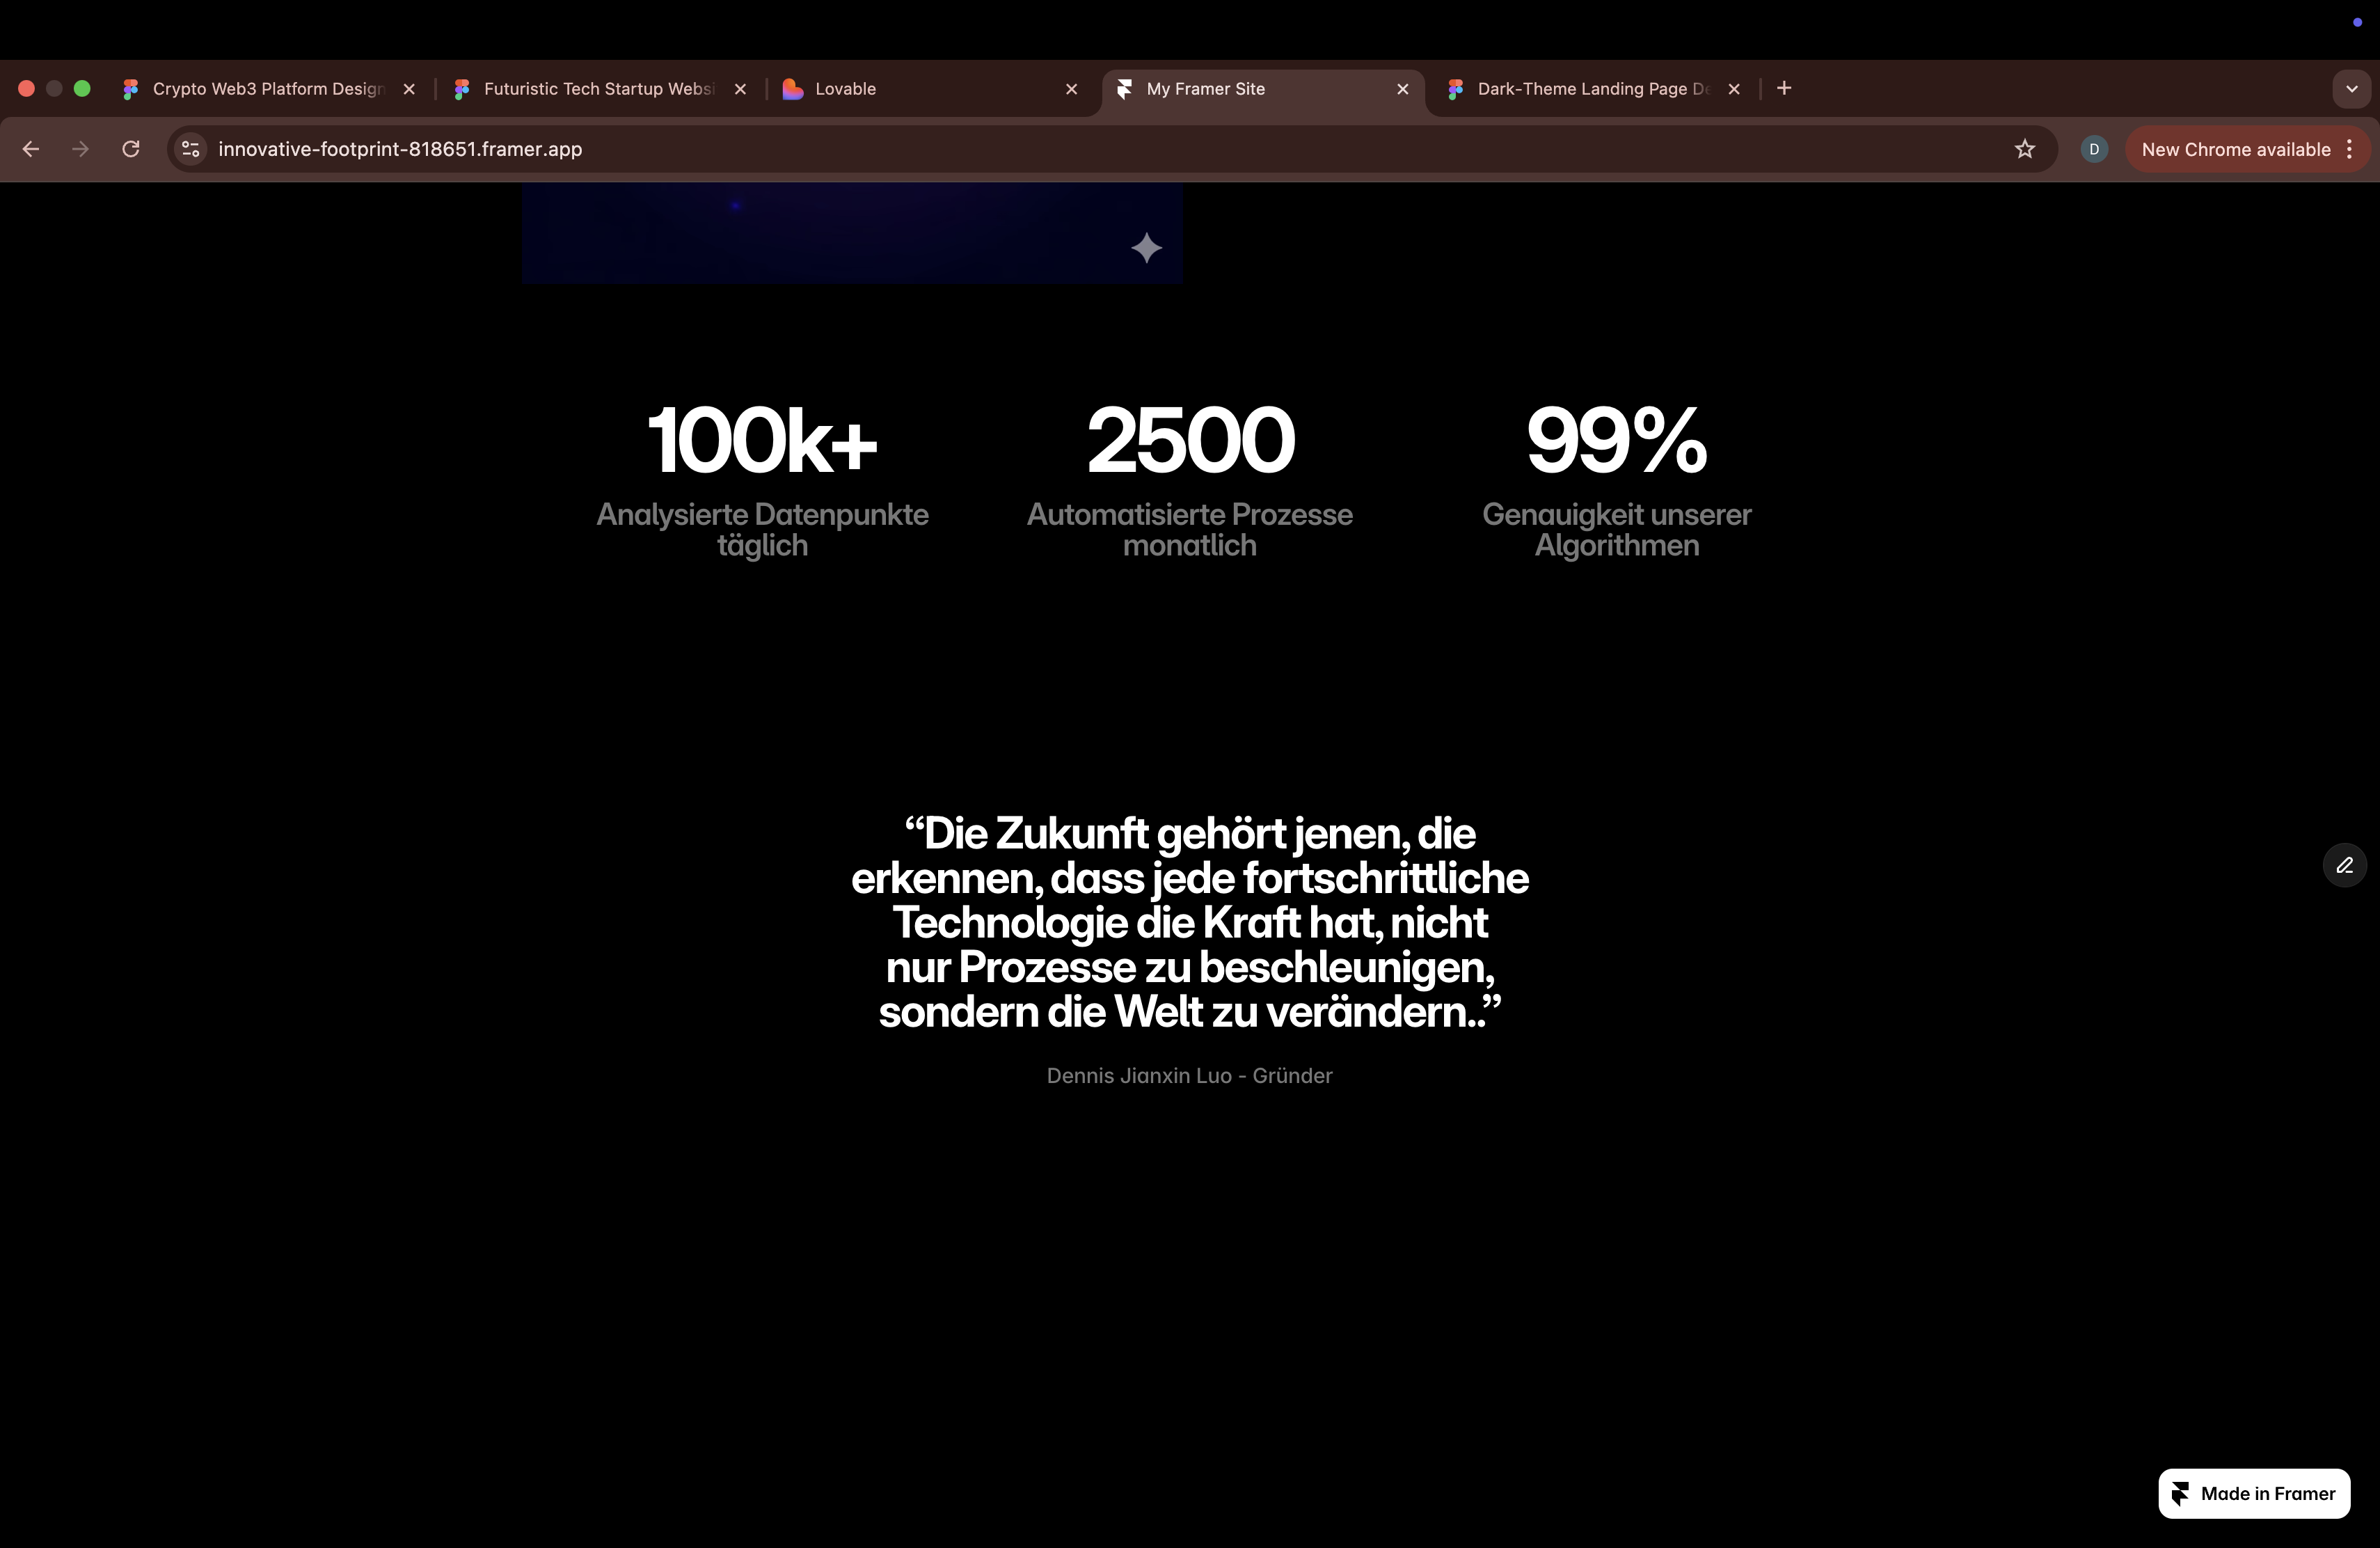 Crypto Web3 Platform Design
Futuristic Tech Startup Websi
Lovable
My Framer Site
Dark-Theme Landing Page De
innovative-footprint-818651.framer.app
D
New Chrome available
100k+
Analysierte Datenpunkte
täglich
2500
Automatisierte Prozesse
monatlich
99%
Genauigkeit unserer
Algorithmen
“Die Zukunft gehört jenen, die
erkennen, dass jede fortschrittliche
Technologie die Kraft hat, nicht
nur Prozesse zu beschleunigen,
sondern die Welt zu verändern..”
Dennis Jianxin Luo - Gründer
Made in Framer